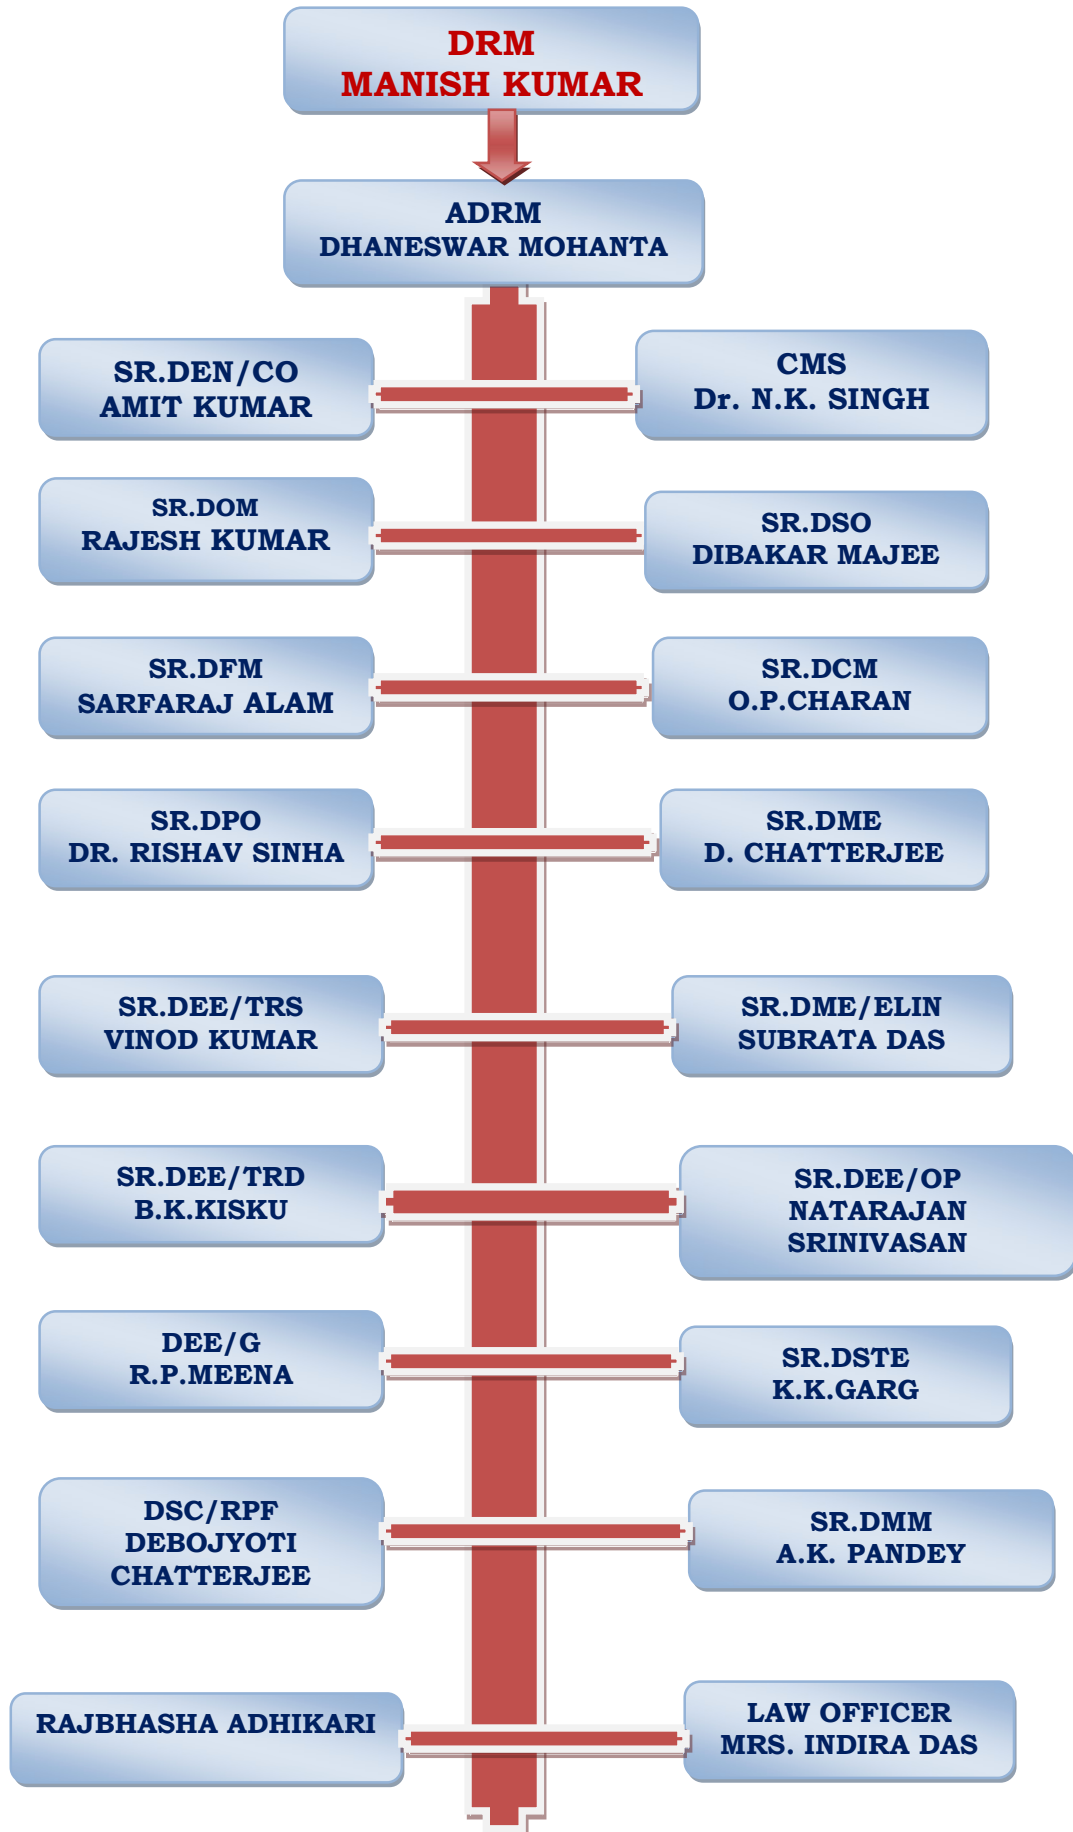 DRM
MANISH KUMAR
ADRM
DHANESWAR MOHANTA
SR.DEN/CO
AMIT KUMAR
CMS
Dr. N.K. SINGH
SR.DOM
RAJESH KUMAR
SR.DSO
DIBAKAR MAJEE
SR.DFM
SARFARAJ ALAM
SR.DCM
O.P.CHARAN
SR.DPO
DR. RISHAV SINHA
SR.DME
D. CHATTERJEE
SR.DEE/TRS
VINOD KUMAR
SR.DME/ELIN
SUBRATA DAS
SR.DEE/TRD
B.K.KISKU
SR.DEE/OP
NATARAJAN
SRINIVASAN
DEE/G
R.P.MEENA
SR.DSTE
K.K.GARG
DSC/RPF
DEBOJYOTI
CHATTERJEE
SR.DMM
A.K. PANDEY
RAJBHASHA ADHIKARI
LAW OFFICER
MRS. INDIRA DAS